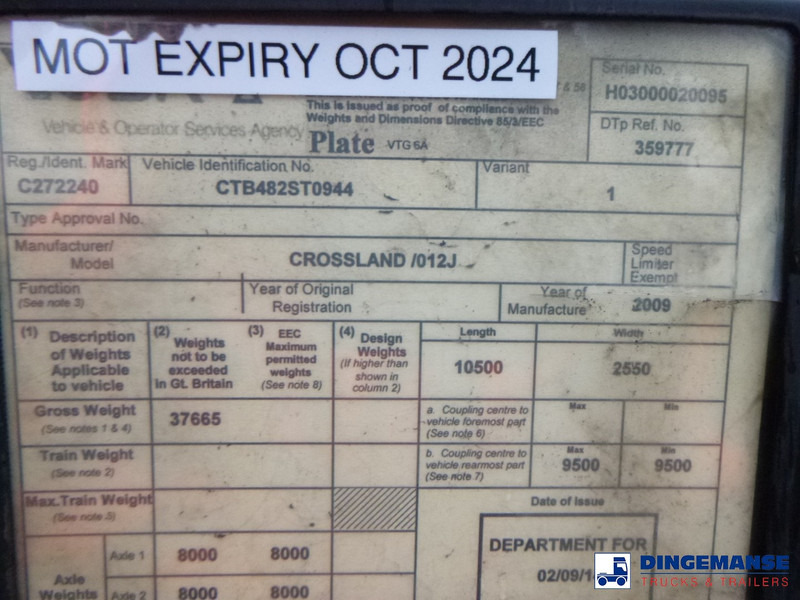 MOT EXPIRY OCT 2024
& 58
This is issued as proof of compliance with the
Weights and Dimensions Directive 85/3/EEC
Vehicle & Operator Services Agency
Plate VTG 6A
Serial No.
H03000020095
DTp Ref. No.
359777
Reg./Ident. Mark
C272240
Vehicle Identification No.
CTB482ST0944
Variant
1
Type Approval No.
Manufacturer/
Model
CROSSLAND /012J
Speed
Limiter
Exempt
Function
(See note 3)
Year of Original
Registration
Year of
Manufacture
2009
(1) Description
of Weights
Applicable
to vehicle
(2) Weights
not to be
exceeded
in Gt. Britain
(3) EEC
Maximum
permitted
weights
(See note 8)
(4) Design
Weights
(If higher than
shown in
column 2)
Length
10500
Width
2550
Gross Weight
(See notes 1 & 4)
37665
a. Coupling centre to
vehicle foremost part
(See note 6)
Max
Min
Train Weight
(See note 2)
b. Coupling centre to
vehicle rearmost part
(See note 7)
Max
9500
Min
9500
Max. Train Weight
(See note 5)
Date of Issue
DEPARTMENT FOR
02/09/1
Axle
Weights
Axle 1
8000 8000
Axle 2
8000 8000
DINGEMANSE
TRUCKS & TRAILERS